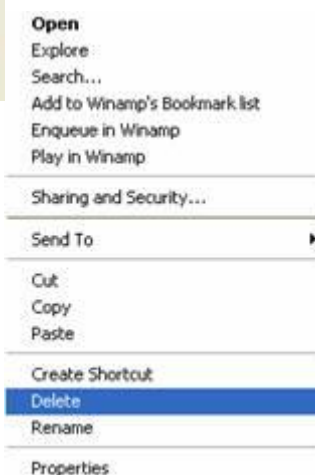 Open
Explore
Search...
Add to Winamp's Bookmark list
Enqueue in Winamp
Play in Winamp
Sharing and Security...
Send To
Cut
Copy
Paste
Create Shortcut
Delete
Rename
Properties